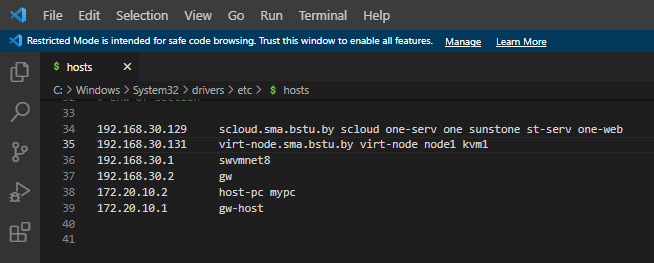 File Edit Selection View Go Run Terminal Help
Restricted Mode is intended for safe code browsing. Trust this window to enable all features. Manage Learn More
$ hosts ×
C: > Windows > System32 > drivers > etc > $ hosts
32 # End of section
33
34 192.168.30.129 scloud.sma.bstu.by scloud one-serv one sunstone st-serv one-web
35 192.168.30.131 virt-node.sma.bstu.by virt-node node1 kvm1
36 192.168.30.1 swvmnet8
37 192.168.30.2 gw
38 172.20.10.2 host-pc mypc
39 172.20.10.1 gw-host
40
41